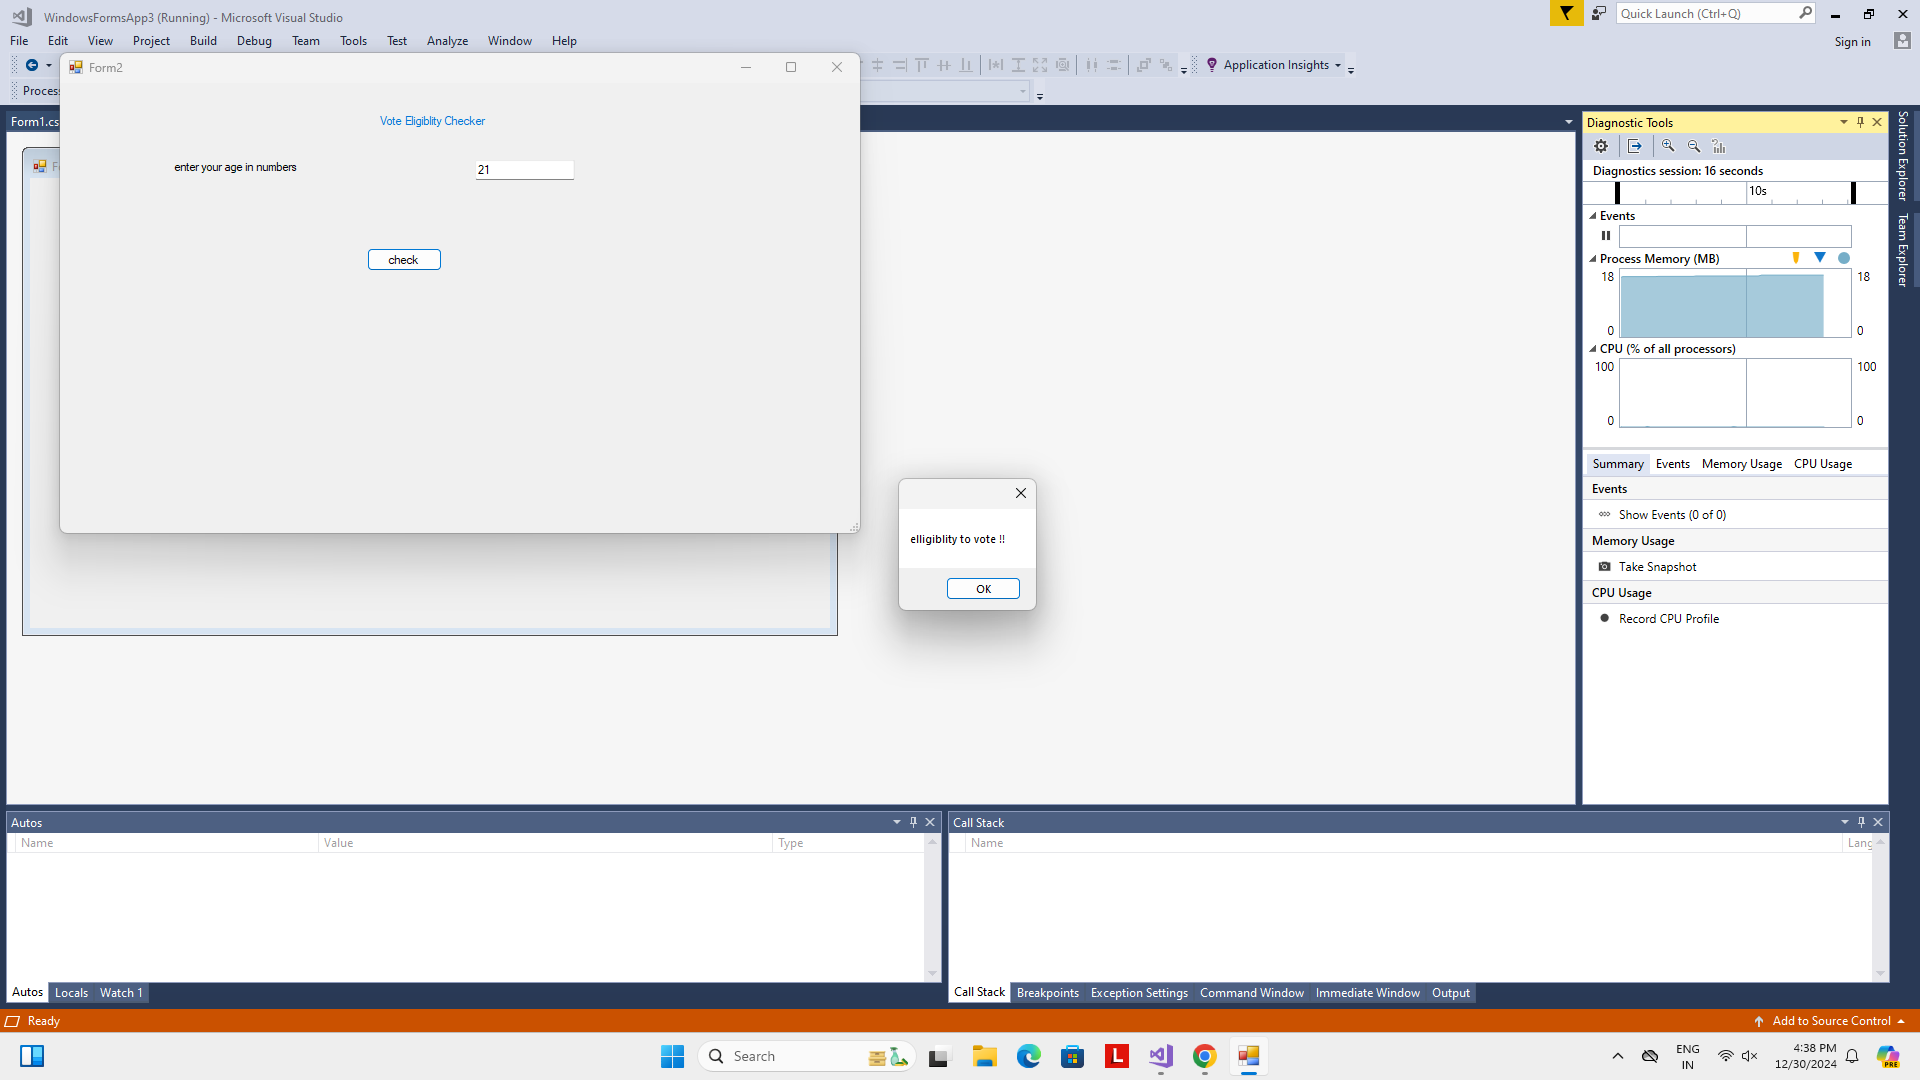 WindowsFormsApp3 (Running) - Microsoft Visual Studio
Quick Launch (Ctrl+Q)
File Edit View Project Build Debug Team Tools Test Analyze Window Help
Sign in
Form2
Application Insights
Proces
Form1.cs
Vote Eligiblity Checker
enter your age in numbers
21
check
elligiblity to vote !!
OK
Diagnostic Tools
Diagnostics session: 16 seconds
10s
Events
Process Memory (MB)
18 18
0 0
CPU (% of all processors)
100 100
0 0
Summary Events Memory Usage CPU Usage
Events
Show Events (0 of 0)
Memory Usage
Take Snapshot
CPU Usage
Record CPU Profile
Solution Explorer
Team Explorer
Autos
Name Value Type
Autos Locals Watch 1
Call Stack
Name Lang
Call Stack Breakpoints Exception Settings Command Window Immediate Window Output
Ready
Add to Source Control
Search
L
ENG
IN
4:38 PM
12/30/2024
PRE